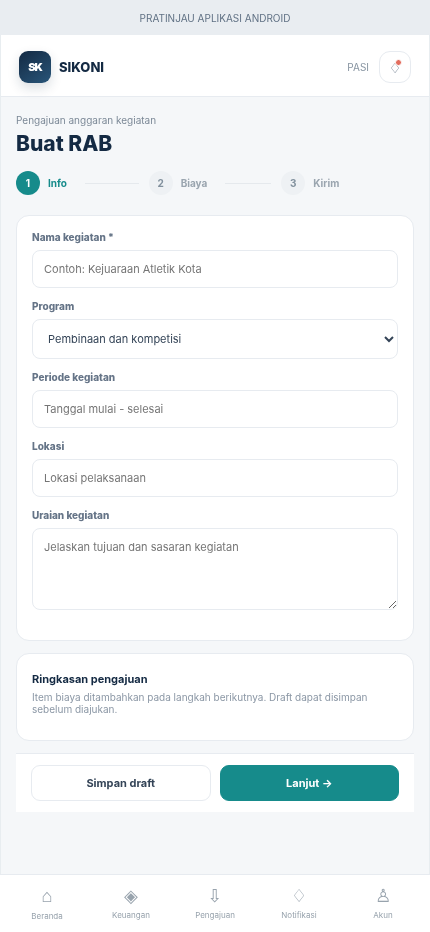 PRATINJAU APLIKASI ANDROID
SK SIKONI PASI
Pengajuan anggaran kegiatan
Buat RAB
1 Info 2 Biaya 3 Kirim
Nama kegiatan *
Contoh: Kejuaraan Atletik Kota
Program
Pembinaan dan kompetisi
Periode kegiatan
Tanggal mulai - selesai
Lokasi
Lokasi pelaksanaan
Uraian kegiatan
Jelaskan tujuan dan sasaran kegiatan
Ringkasan pengajuan
Item biaya ditambahkan pada langkah berikutnya. Draft dapat disimpan
sebelum diajukan.
Simpan draft Lanjut →
Beranda Keuangan Pengajuan Notifikasi Akun